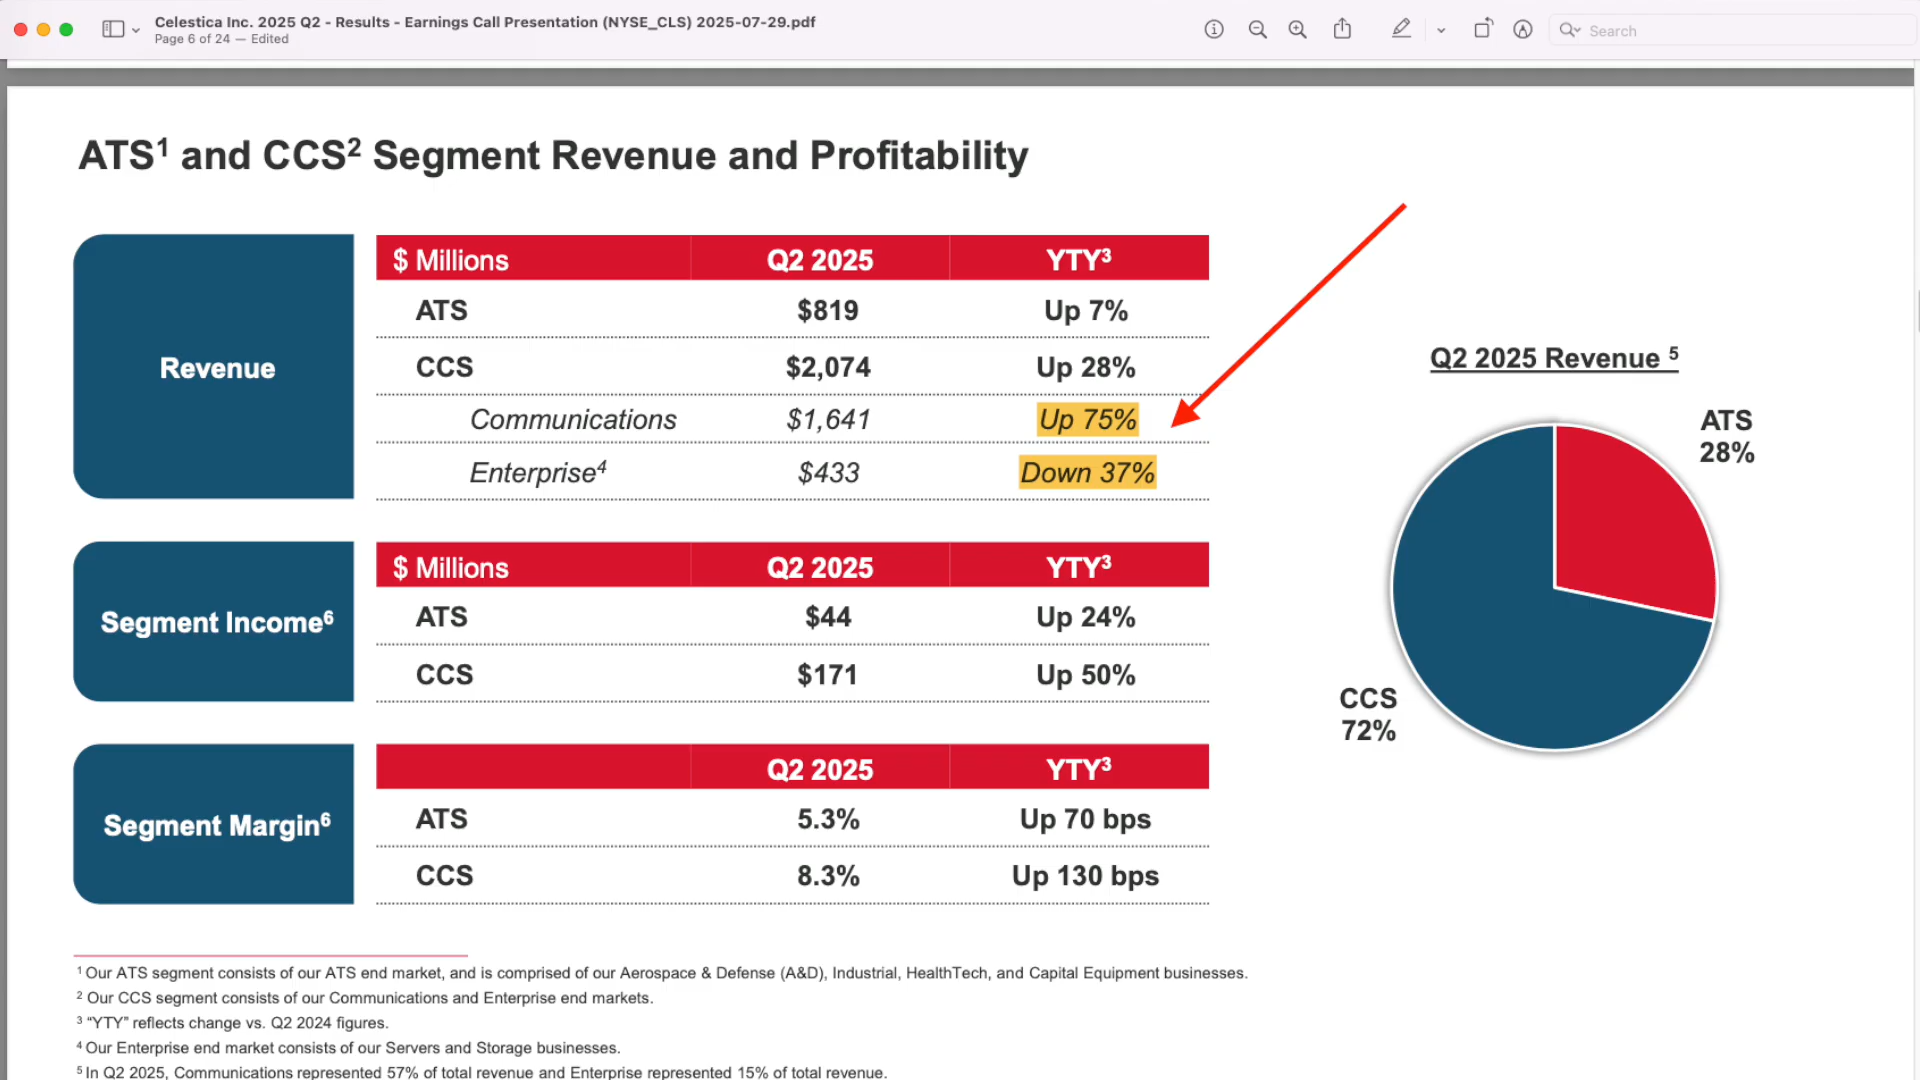 Celestica Inc. 2025 Q2 - Results - Earnings Call Presentation (NYSE_CLS) 2025-07-29.pdf
Page 6 of 24 — Edited
Search
ATS¹ and CCS² Segment Revenue and Profitability
Revenue
$ Millions Q2 2025 YTY³
ATS $819 Up 7%
CCS $2,074 Up 28%
Communications $1,641 Up 75%
Enterprise⁴ $433 Down 37%
Segment Income⁶
$ Millions Q2 2025 YTY³
ATS $44 Up 24%
CCS $171 Up 50%
Segment Margin⁶
Q2 2025 YTY³
ATS 5.3% Up 70 bps
CCS 8.3% Up 130 bps
Q2 2025 Revenue ⁵
ATS
28%
CCS
72%
¹ Our ATS segment consists of our ATS end market, and is comprised of our Aerospace & Defense (A&D), Industrial, HealthTech, and Capital Equipment businesses.
² Our CCS segment consists of our Communications and Enterprise end markets.
³ “YTY” reflects change vs. Q2 2024 figures.
⁴ Our Enterprise end market consists of our Servers and Storage businesses.
⁵ In Q2 2025, Communications represented 57% of total revenue and Enterprise represented 15% of total revenue.